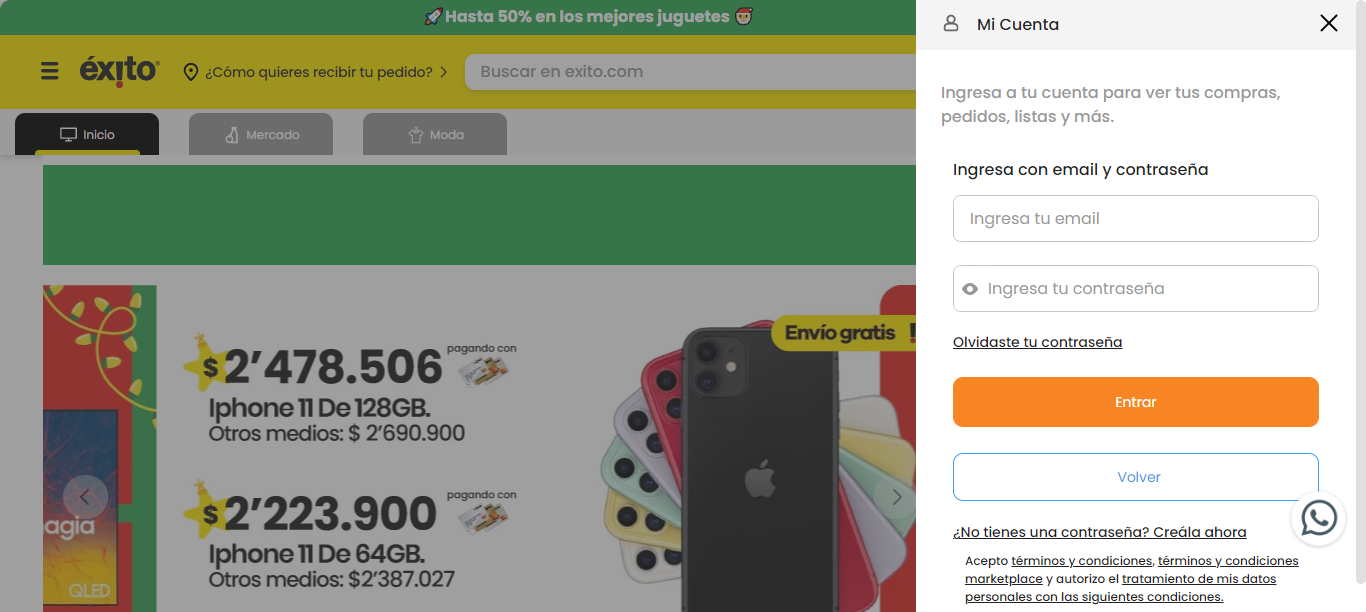 🚀 Hasta 50% en los mejores juguetes 🎅
éxito
¿Cómo quieres recibir tu pedido?
Buscar en exito.com
Inicio
Mercado
Moda
Envío gratis
pagando con
$2’478.506
Iphone 11 De 128GB.
Otros medios: $ 2’690.900
pagando con
$2’223.900
Iphone 11 De 64GB.
Otros medios: $2’387.027
agia
QLED
Mi Cuenta
Ingresa a tu cuenta para ver tus compras,
pedidos, listas y más.
Ingresa con email y contraseña
Ingresa tu email
Ingresa tu contraseña
Olvidaste tu contraseña
Entrar
Volver
¿No tienes una contraseña? Creála ahora
Acepto términos y condiciones, términos y condiciones
marketplace y autorizo el tratamiento de mis datos
personales con las siguientes condiciones.